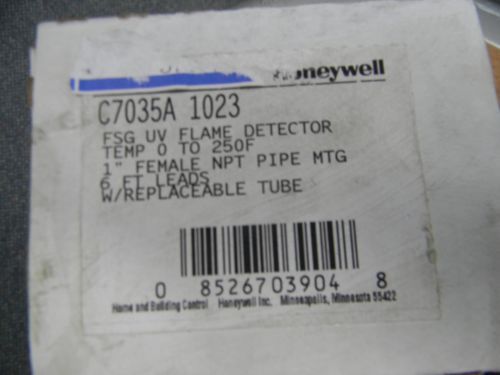 Honeywell
C7035A 1023
FSG UV FLAME DETECTOR
TEMP 0 TO 250F
1" FEMALE NPT PIPE MTG
6 FT LEADS
W/REPLACEABLE TUBE
0 8526703904 8
Home and Building Control Honeywell Inc. Minneapolis, Minnesota 55422